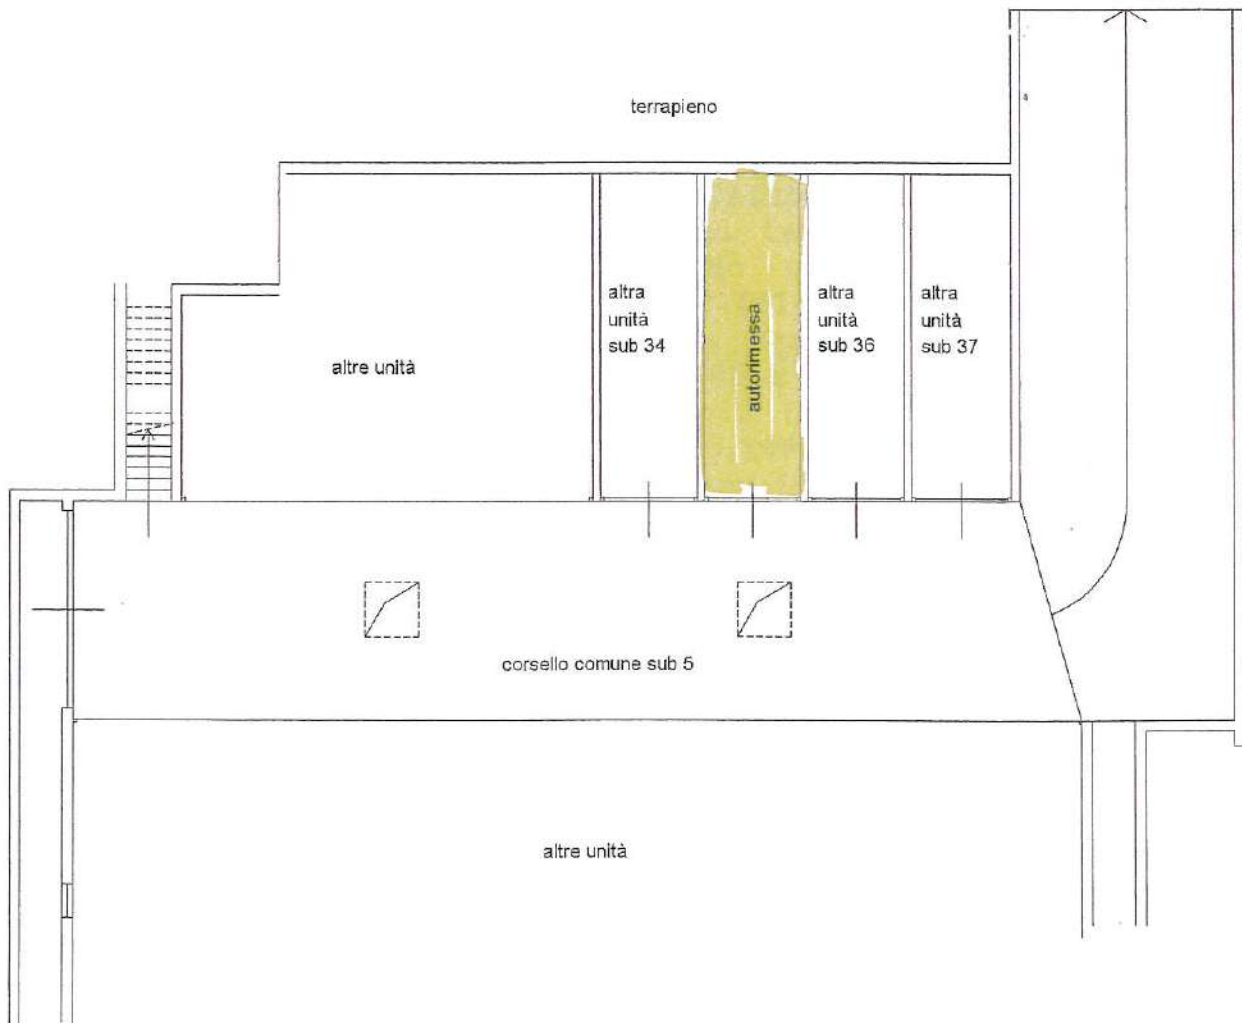 terrapieno
altra
unità
sub 34
autorimessa
altra
unità
sub 36
altra
unità
sub 37
altre unità
corsello comune sub 5
altre unità